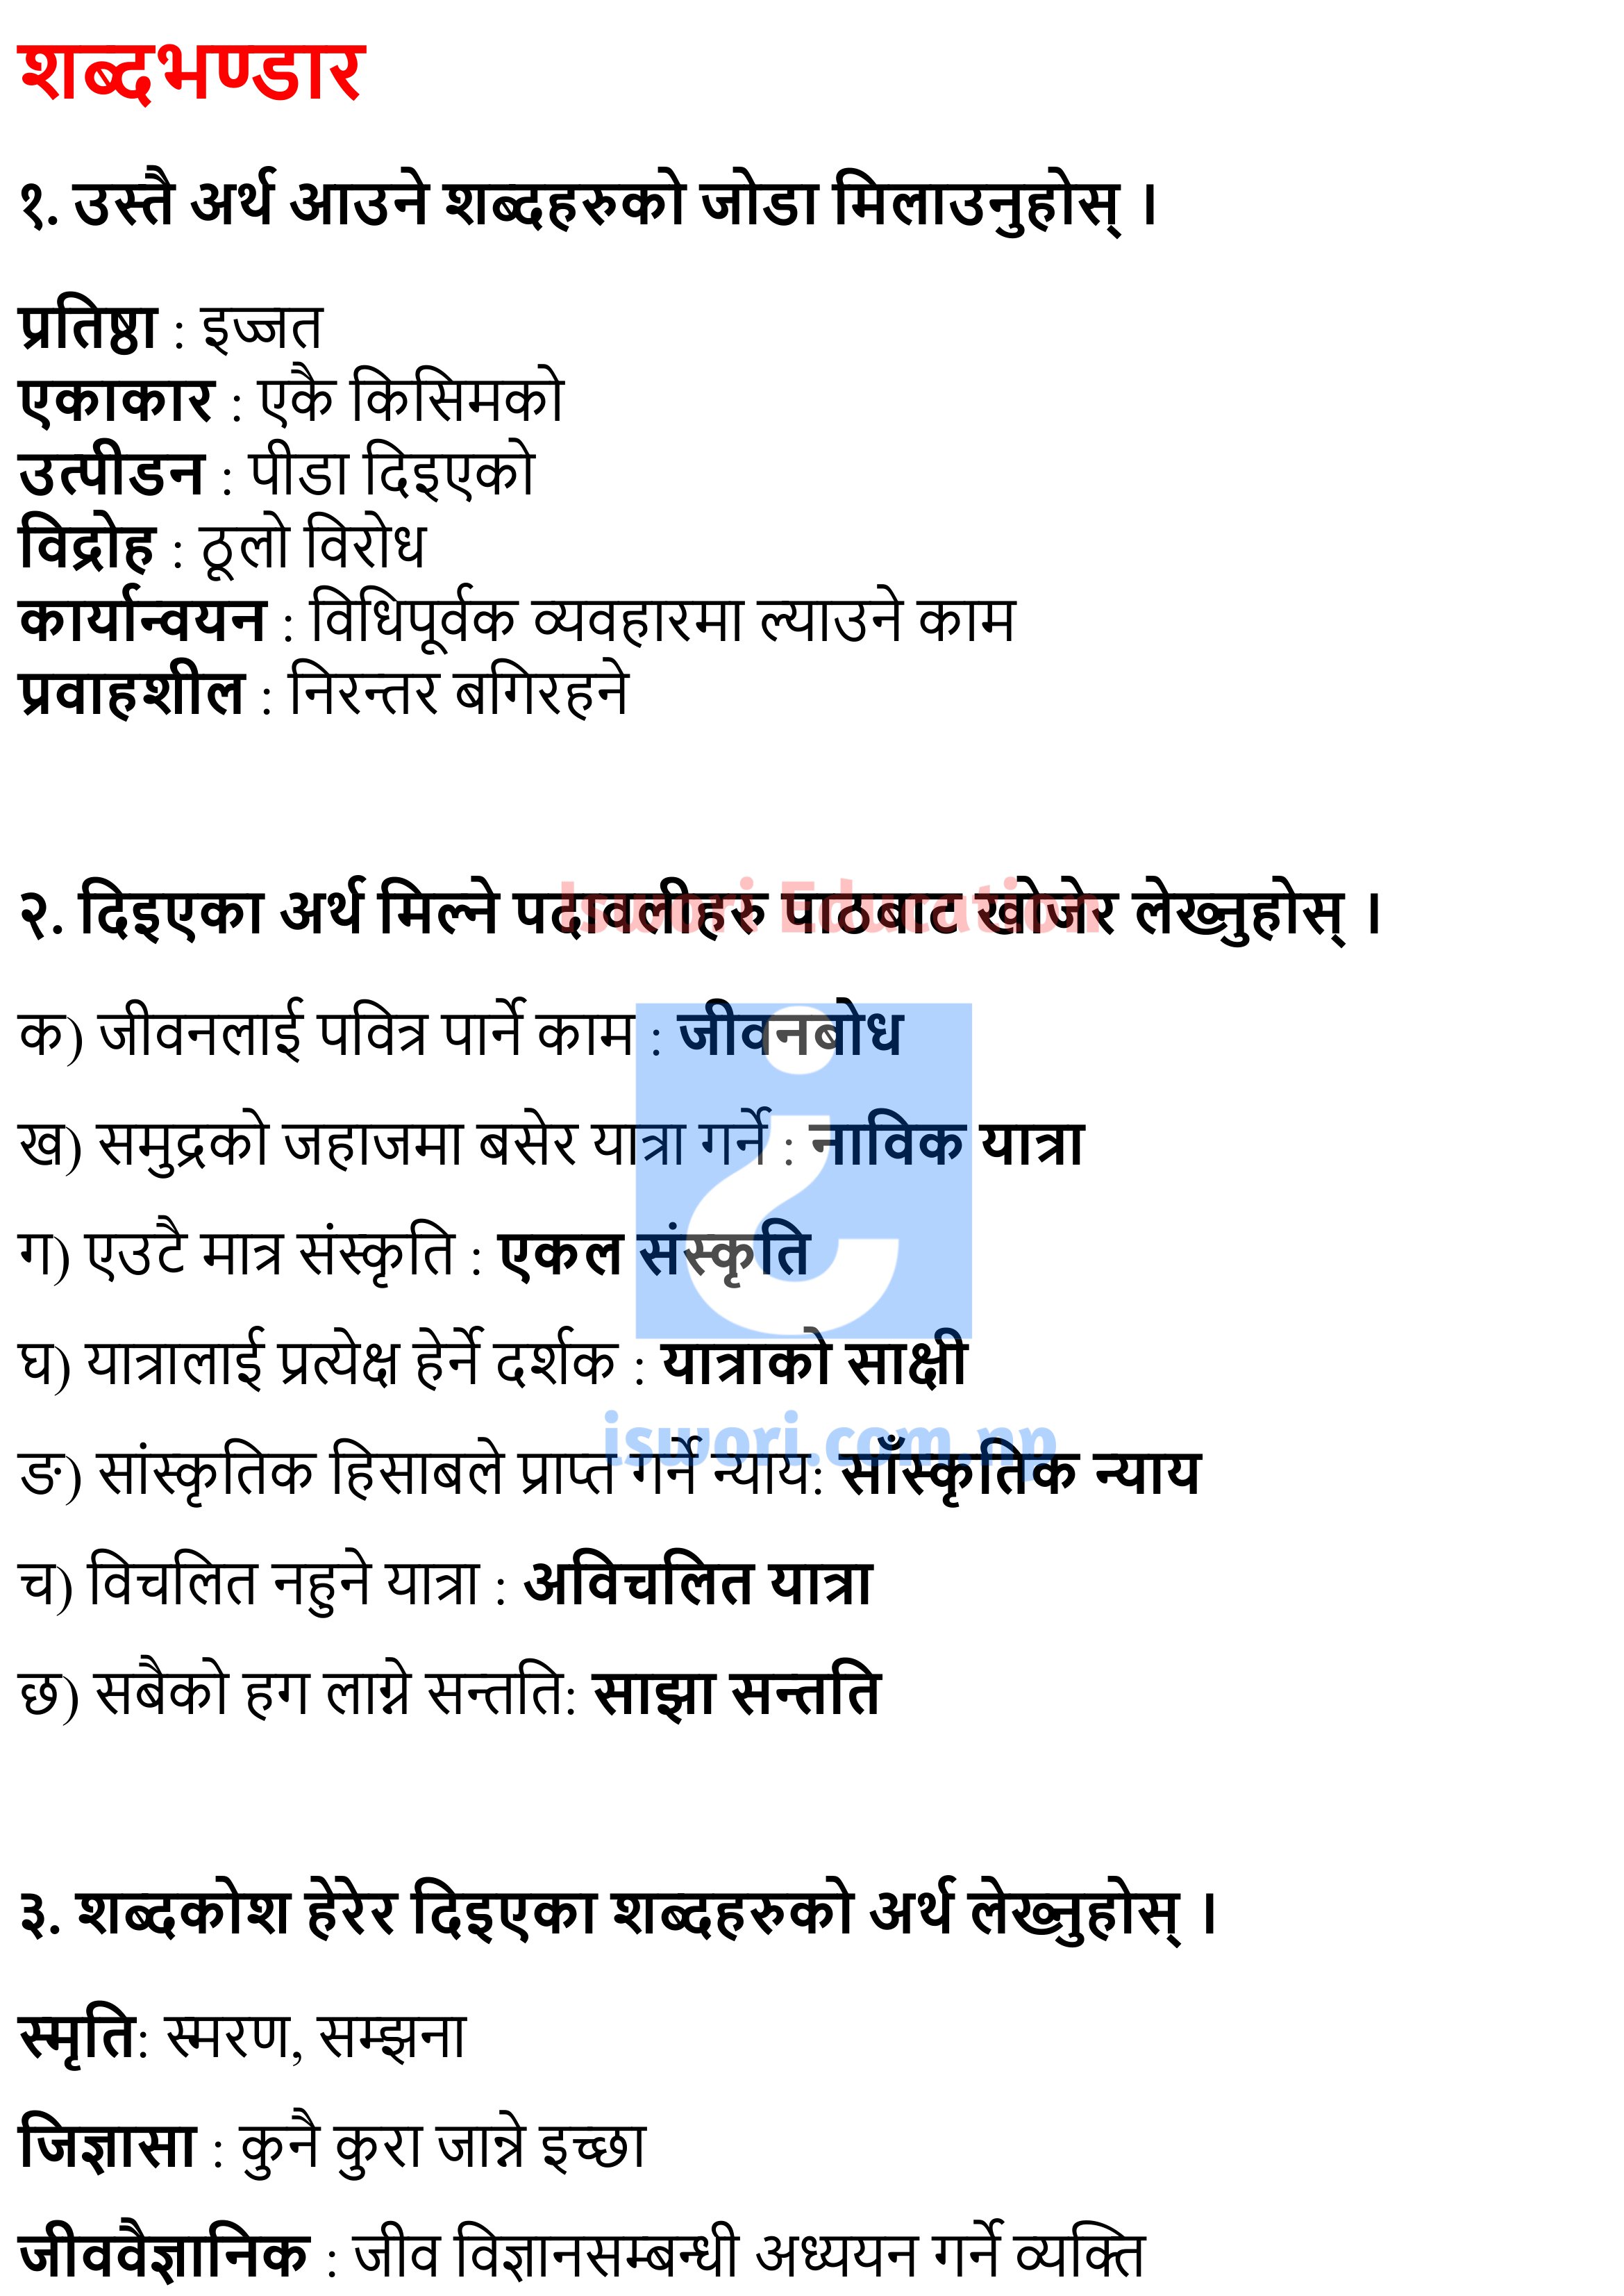 शब्दभण्डार
१. उस्तै अर्थ आउने शब्दहरुको जोडा मिलाउनुहोस् ।
प्रतिष्ठा : इज्जत
एकाकार : एकै किसिमको
उत्पीडन : पीडा दिइएको
विद्रोह : ठूलो विरोध
कार्यान्वयन : विधिपूर्वक व्यवहारमा ल्याउने काम
प्रवाहशील : निरन्तर बगिरहने
२. दिइएका अर्थ मिल्ने पदावलीहरु पाठबाट खोजेर लेख्नुहोस् ।
Iswori Education
क) जीवनलाई पवित्र पार्ने काम : जीवनबोध
ख) समुद्रको जहाजमा बसेर यात्रा गर्ने : नाविक यात्रा
ग) एउटै मात्र संस्कृति : एकल संस्कृति
घ) यात्रालाई प्रत्येक्ष हेर्ने दर्शक : यात्राको साक्षी
iswori.com.np
ङ) सांस्कृतिक हिसाबले प्राप्त गर्ने न्याय: साँस्कृतिक न्याय
च) विचलित नहुने यात्रा : अविचलित यात्रा
छ) सबैको हग लाग्ने सन्तति: साझा सन्तति
३. शब्दकोश हेरेर दिइएका शब्दहरुको अर्थ लेख्नुहोस् ।
स्मृति: स्मरण, सम्झना
जिज्ञासा : कुनै कुरा जान्ने इच्छा
जीववैज्ञानिक : जीव विज्ञानसम्बन्धी अध्ययन गर्ने व्यक्ति